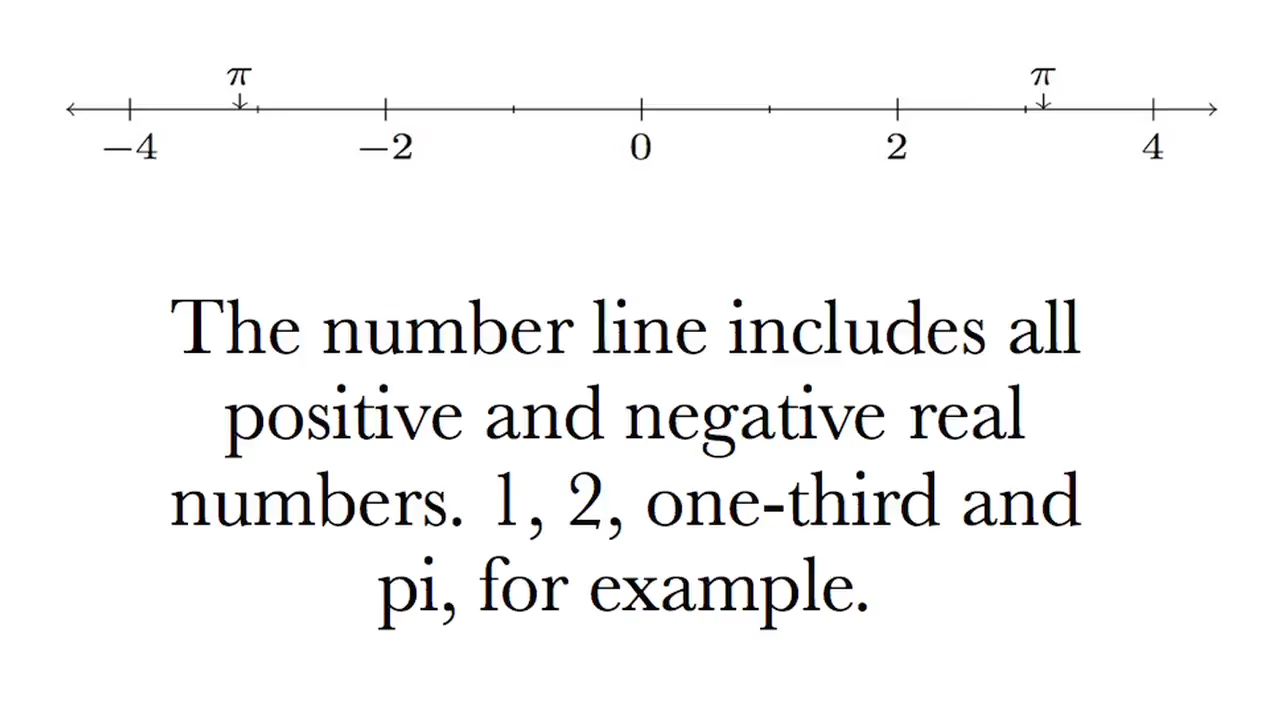 π π
−4 −2 0 2 4
The number line includes all
positive and negative real
numbers. 1, 2, one-third and
pi, for example.